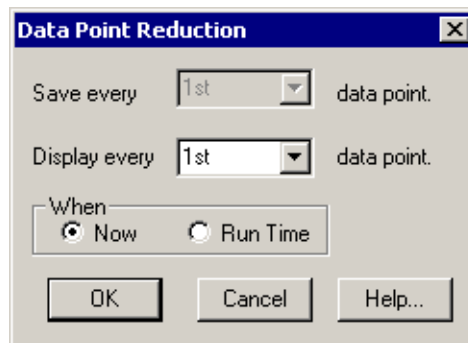 Data Point Reduction
Save every 1st data point.
Display every 1st data point.
When
Now Run Time
OK Cancel Help...